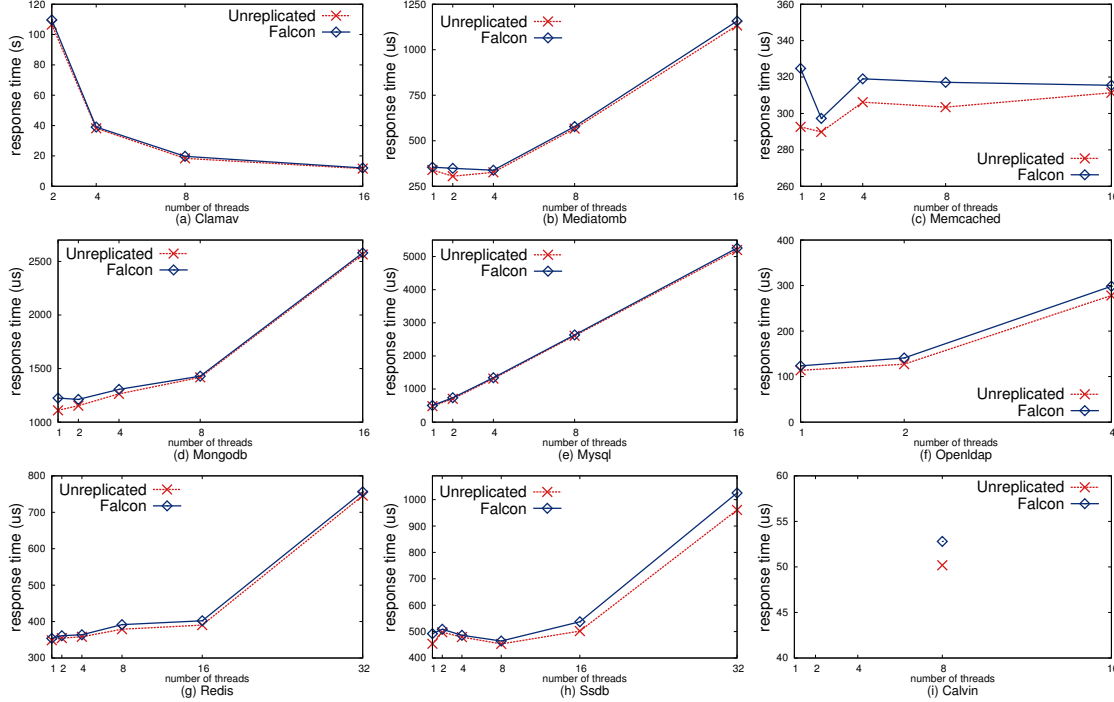 120
100
80
60
40
20
0
response time (s)
Unreplicated
Falcon
2 4 8 16
number of threads
(a) Clamav
1250
1000
750
500
250
response time (us)
Unreplicated
Falcon
1 2 4 8 16
number of threads
(b) Mediatomb
360
340
320
300
280
260
response time (us)
Unreplicated
Falcon
1 2 4 8 16
number of threads
(c) Memcached
2500
2000
1500
1000
response time (us)
Unreplicated
Falcon
1 2 4 8 16
number of threads
(d) Mongodb
5000
4000
3000
2000
1000
0
response time (us)
Unreplicated
Falcon
1 2 4 8 16
number of threads
(e) Mysql
400
300
200
100
0
response time (us)
Unreplicated
Falcon
1 2 4
number of threads
(f) Openldap
800
700
600
500
400
300
response time (us)
Unreplicated
Falcon
1 2 4 8 16 32
number of threads
(g) Redis
1000
900
800
700
600
500
400
response time (us)
Unreplicated
Falcon
1 2 4 8 16 32
number of threads
(h) Ssdb
60
55
50
45
40
response time (us)
Unreplicated
Falcon
1 2 4 8 16
number of threads
(i) Calvin